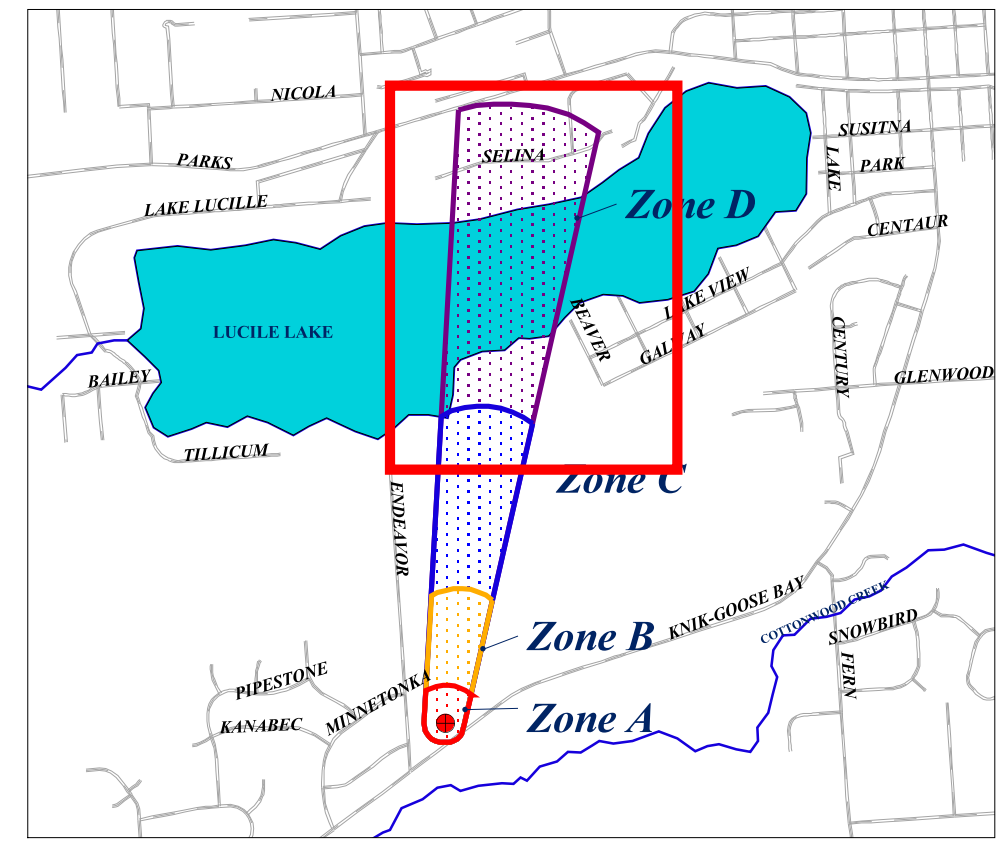 NICOLA
SUSITNA
PARKS
SELINA
LAKE
PARK
LAKE LUCILLE
Zone D
CENTAUR
LAKE VIEW
LUCILE LAKE
BEAVER
GALWAY
CENTURY
BAILEY
GLENWOOD
TILLICUM
Zone C
ENDEAVOR
KNIK-GOOSE BAY
COTTONWOOD CREEK
SNOWBIRD
Zone B
FERN
PIPESTONE
MINNETONKA
KANABEC
Zone A